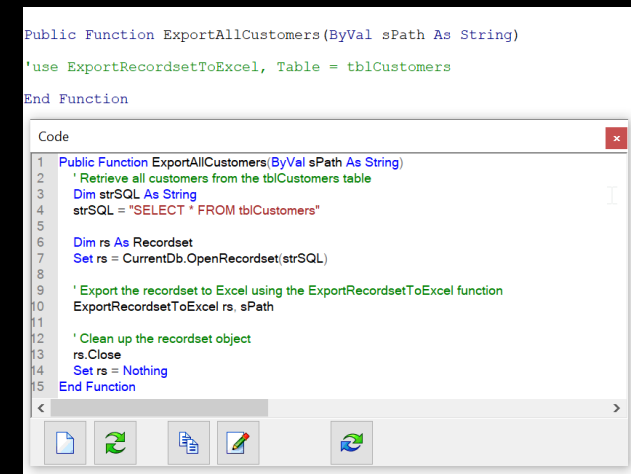 Public Function ExportAllCustomers(ByVal sPath As String)
'use ExportRecordsetToExcel, Table = tblCustomers
End Function
Code
1 Public Function ExportAllCustomers(ByVal sPath As String)
2 ' Retrieve all customers from the tblCustomers table
3 Dim strSQL As String
4 strSQL = "SELECT * FROM tblCustomers"
5
6 Dim rs As Recordset
7 Set rs = CurrentDb.OpenRecordset(strSQL)
8
9 ' Export the recordset to Excel using the ExportRecordsetToExcel function
10 ExportRecordsetToExcel rs, sPath
11
12 ' Clean up the recordset object
13 rs.Close
14 Set rs = Nothing
15 End Function